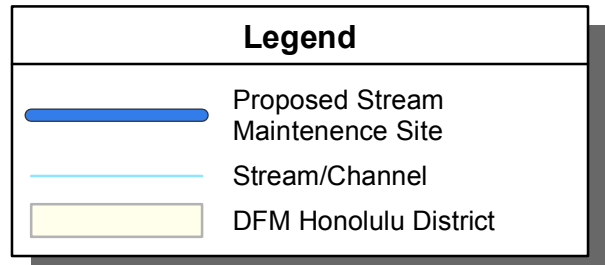 Legend
Proposed Stream
Maintenence Site
Stream/Channel
DFM Honolulu District